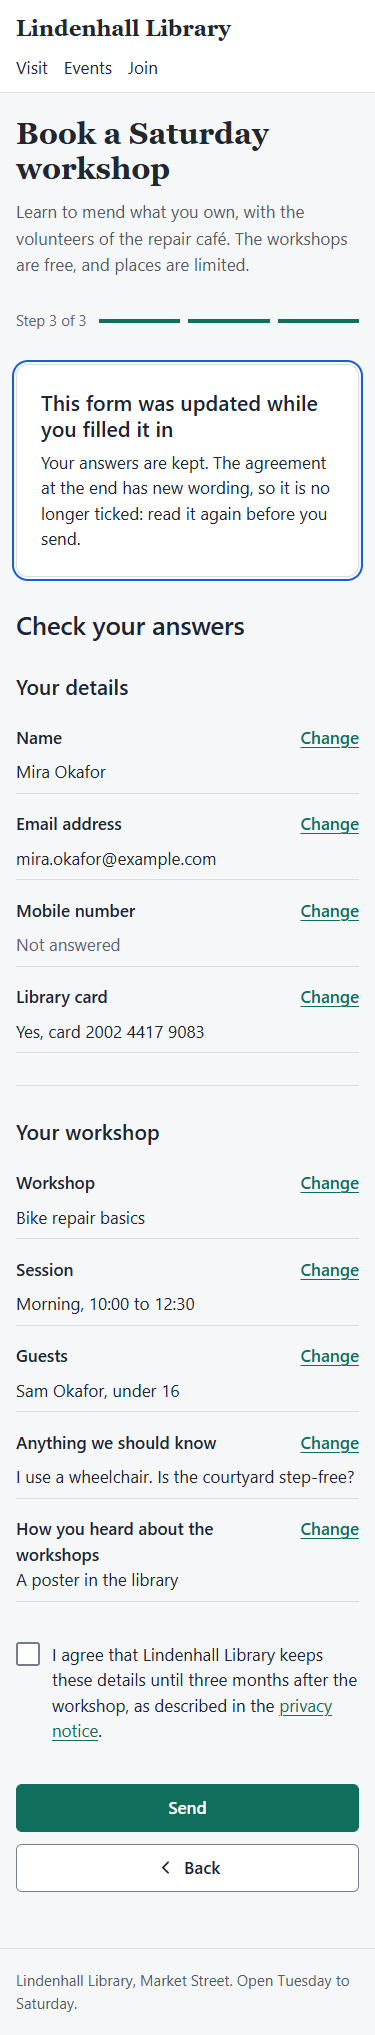 Lindenhall Library
Visit Events Join
Book a Saturday
workshop
Learn to mend what you own, with the
volunteers of the repair café. The workshops
are free, and places are limited.
Step 3 of 3
This form was updated while
you filled it in
Your answers are kept. The agreement
at the end has new wording, so it is no
longer ticked: read it again before you
send.
Check your answers
Your details
Name Change
Mira Okafor
Email address Change
mira.okafor@example.com
Mobile number Change
Not answered
Library card Change
Yes, card 2002 4417 9083
Your workshop
Workshop Change
Bike repair basics
Session Change
Morning, 10:00 to 12:30
Guests Change
Sam Okafor, under 16
Anything we should know Change
I use a wheelchair. Is the courtyard step-free?
How you heard about the Change
workshops
A poster in the library
I agree that Lindenhall Library keeps
these details until three months after the
workshop, as described in the privacy
notice.
Send
Back
Lindenhall Library, Market Street. Open Tuesday to
Saturday.